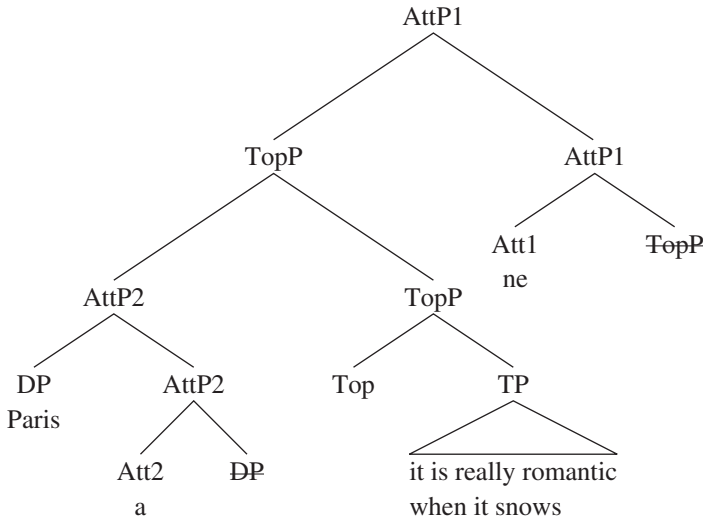 AttP1
TopP AttP1
Att1 TopP
ne
AttP2 TopP
DP AttP2 Top TP
Paris
Att2 DP it is really romantic
a when it snows